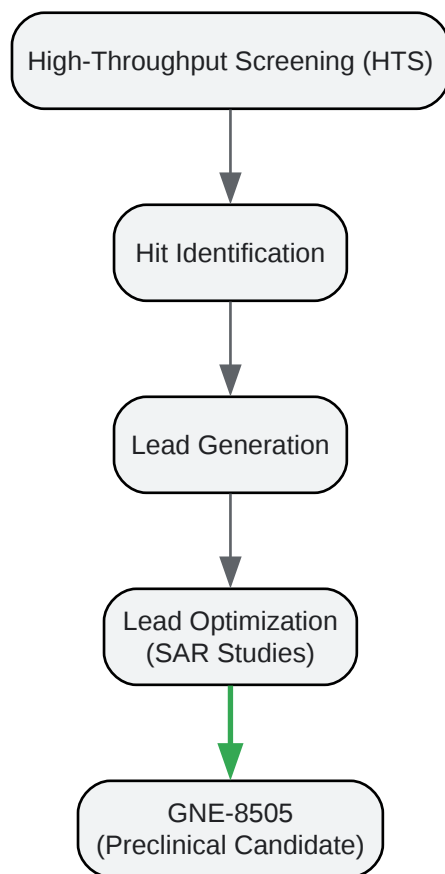 High-Throughput Screening (HTS)
Hit Identification
Lead Generation
Lead Optimization
(SAR Studies)
GNE-8505
(Preclinical Candidate)